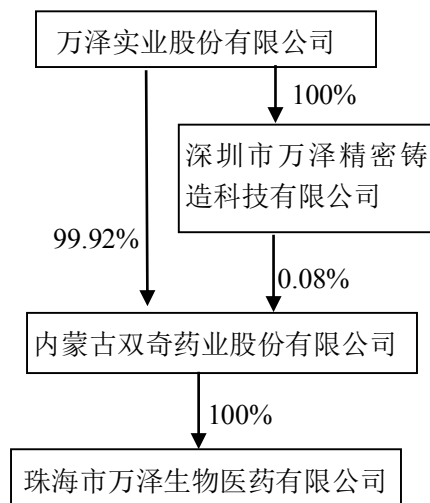 万泽实业股份有限公司
100%
深圳市万泽精密铸
造科技有限公司
99.92%
0.08%
内蒙古双奇药业股份有限公司
100%
珠海市万泽生物医药有限公司